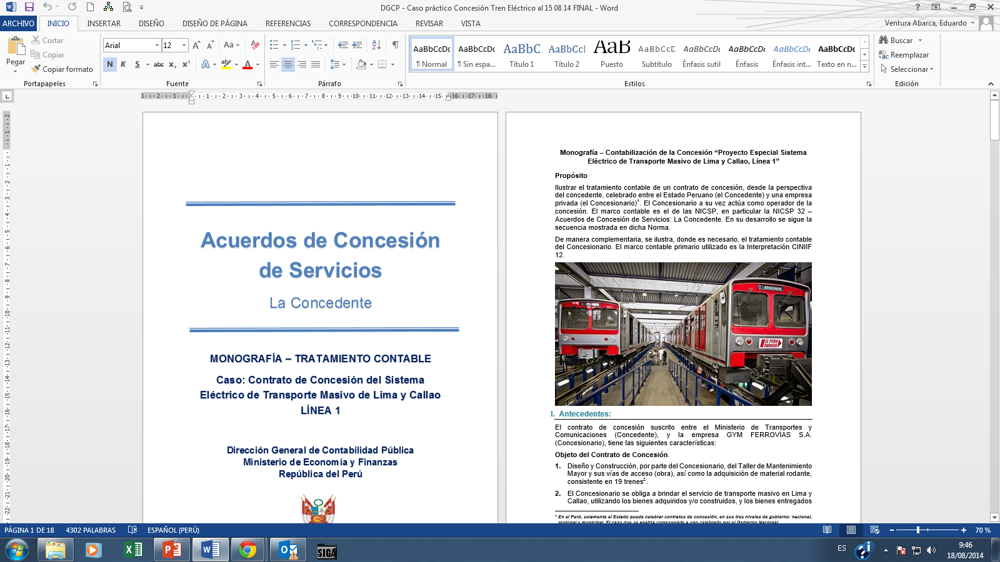 DGCP - Caso práctico Concesión Tren Eléctrico al 15 08 14 FINAL - Word
ARCHIVO INICIO INSERTAR DISEÑO DISEÑO DE PÁGINA REFERENCIAS CORRESPONDENCIA REVISAR VISTA
Ventura Abarca, Eduardo
Pegar
Cortar
Copiar
Copiar formato
Portapapeles
Arial 12
N K S abc x₂ x²
Fuente
Párrafo
AaBbCcDc AaBbCcDc AaBbC AaBbCcI AaB AaBbCcD AaBbCcDc AaBbCcDc AaBbCcDc AaBbCcDc
¶ Normal ¶ Sin espa... Título 1 Título 2 Puesto Subtítulo Énfasis sutil Énfasis Énfasis int... Texto en n...
Estilos
Buscar
Reemplazar
Seleccionar
Edición
Acuerdos de Concesión
de Servicios
La Concedente
MONOGRAFÍA – TRATAMIENTO CONTABLE
Caso: Contrato de Concesión del Sistema
Eléctrico de Transporte Masivo de Lima y Callao
LÍNEA 1
Dirección General de Contabilidad Pública
Ministerio de Economía y Finanzas
República del Perú
Monografía – Contabilización de la Concesión “Proyecto Especial Sistema
Eléctrico de Transporte Masivo de Lima y Callao, Línea 1”
Propósito
Ilustrar el tratamiento contable de un contrato de concesión, desde la perspectiva
del concedente, celebrado entre el Estado Peruano (el Concedente) y una empresa
privada (el Concesionario)¹. El Concesionario a su vez actúa como operador de la
concesión. El marco contable es el de las NICSP, en particular la NICSP 32 –
Acuerdos de Concesión de Servicios: La Concedente. En su desarrollo se sigue la
secuencia mostrada en dicha Norma.
De manera complementaria, se ilustra, donde es necesario, el tratamiento contable
del Concesionario. El marco contable primario utilizado es la Interpretación CINIIF
12.
ATOCONGO
EL PERÚ
AVANZA
I. Antecedentes:
El contrato de concesión suscrito entre el Ministerio de Transportes y
Comunicaciones (Concedente), y la empresa GYM FERROVÍAS S.A.
(Concesionario), tiene las siguientes características:
Objeto del Contrato de Concesión.
1. Diseño y Construcción, por parte del Concesionario, del Taller de Mantenimiento
Mayor y sus vías de acceso (obra), así como la adquisición de material rodante,
consistente en 19 trenes².
2. El Concesionario se obliga a brindar el servicio de transporte masivo en Lima y
Callao, utilizando los bienes adquiridos y/o construidos, y los bienes entregados
¹ En el Perú, solamente el Estado puede celebrar contratos de concesión, en sus tres niveles de gobierno: nacional,
regional y municipal. El caso que se analiza corresponde a uno celebrado por el Gobierno Nacional.
PÁGINA 1 DE 18 4302 PALABRAS ESPAÑOL (PERÚ) 70 %
SIGA
ES
9:46
18/08/2014